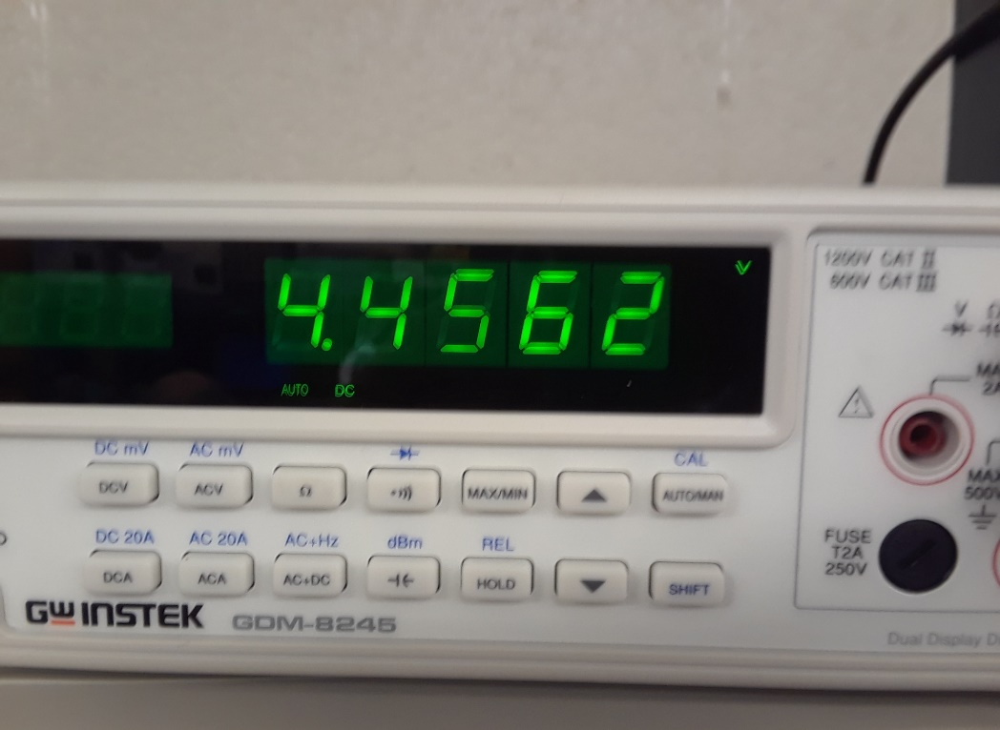 4.4562
V
AUTO DC
1200V CAT II
600V CAT III
V Ω
DC mV AC mV CAL
DCV ACV Ω MAX/MIN AUTO/MAN
DC 20A AC 20A AC+Hz dBm REL
DCA ACA AC+DC HOLD SHIFT
500V
FUSE
T2A
250V
GW INSTEK GDM-8245
Dual Display